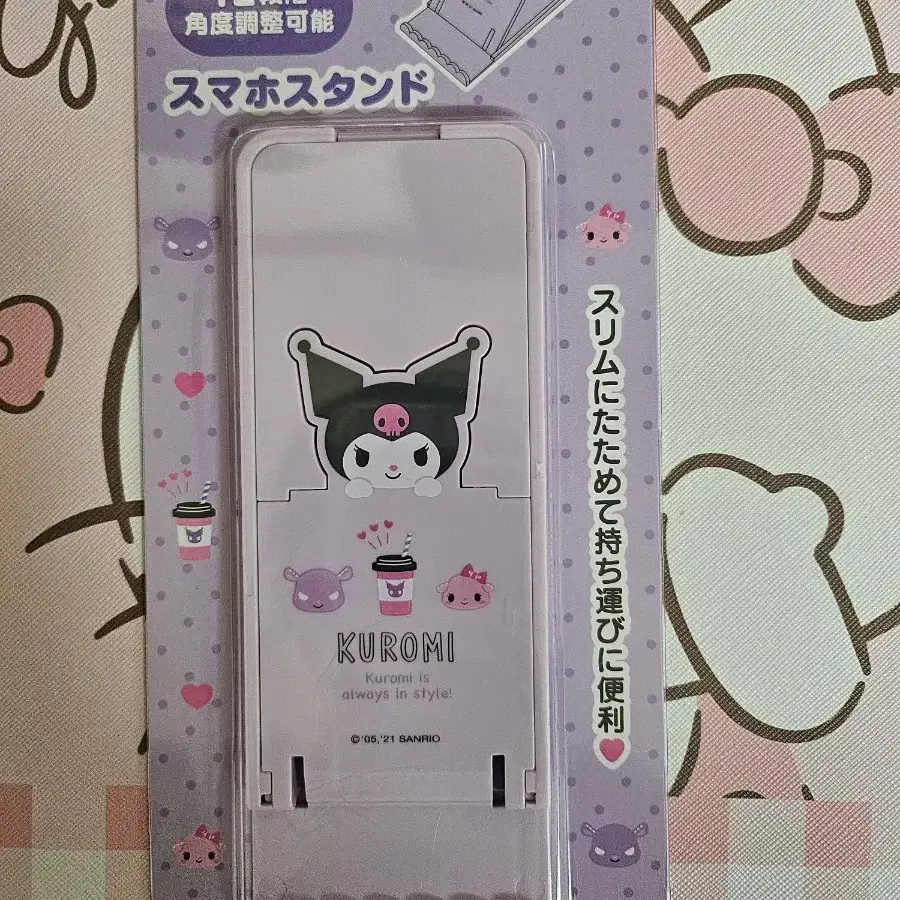 角度調整可能
スマホスタンド
スリムにたためて持ち運びに便利
KUROMI
Kuromi is
always in style!
©'05,'21 SANRIO